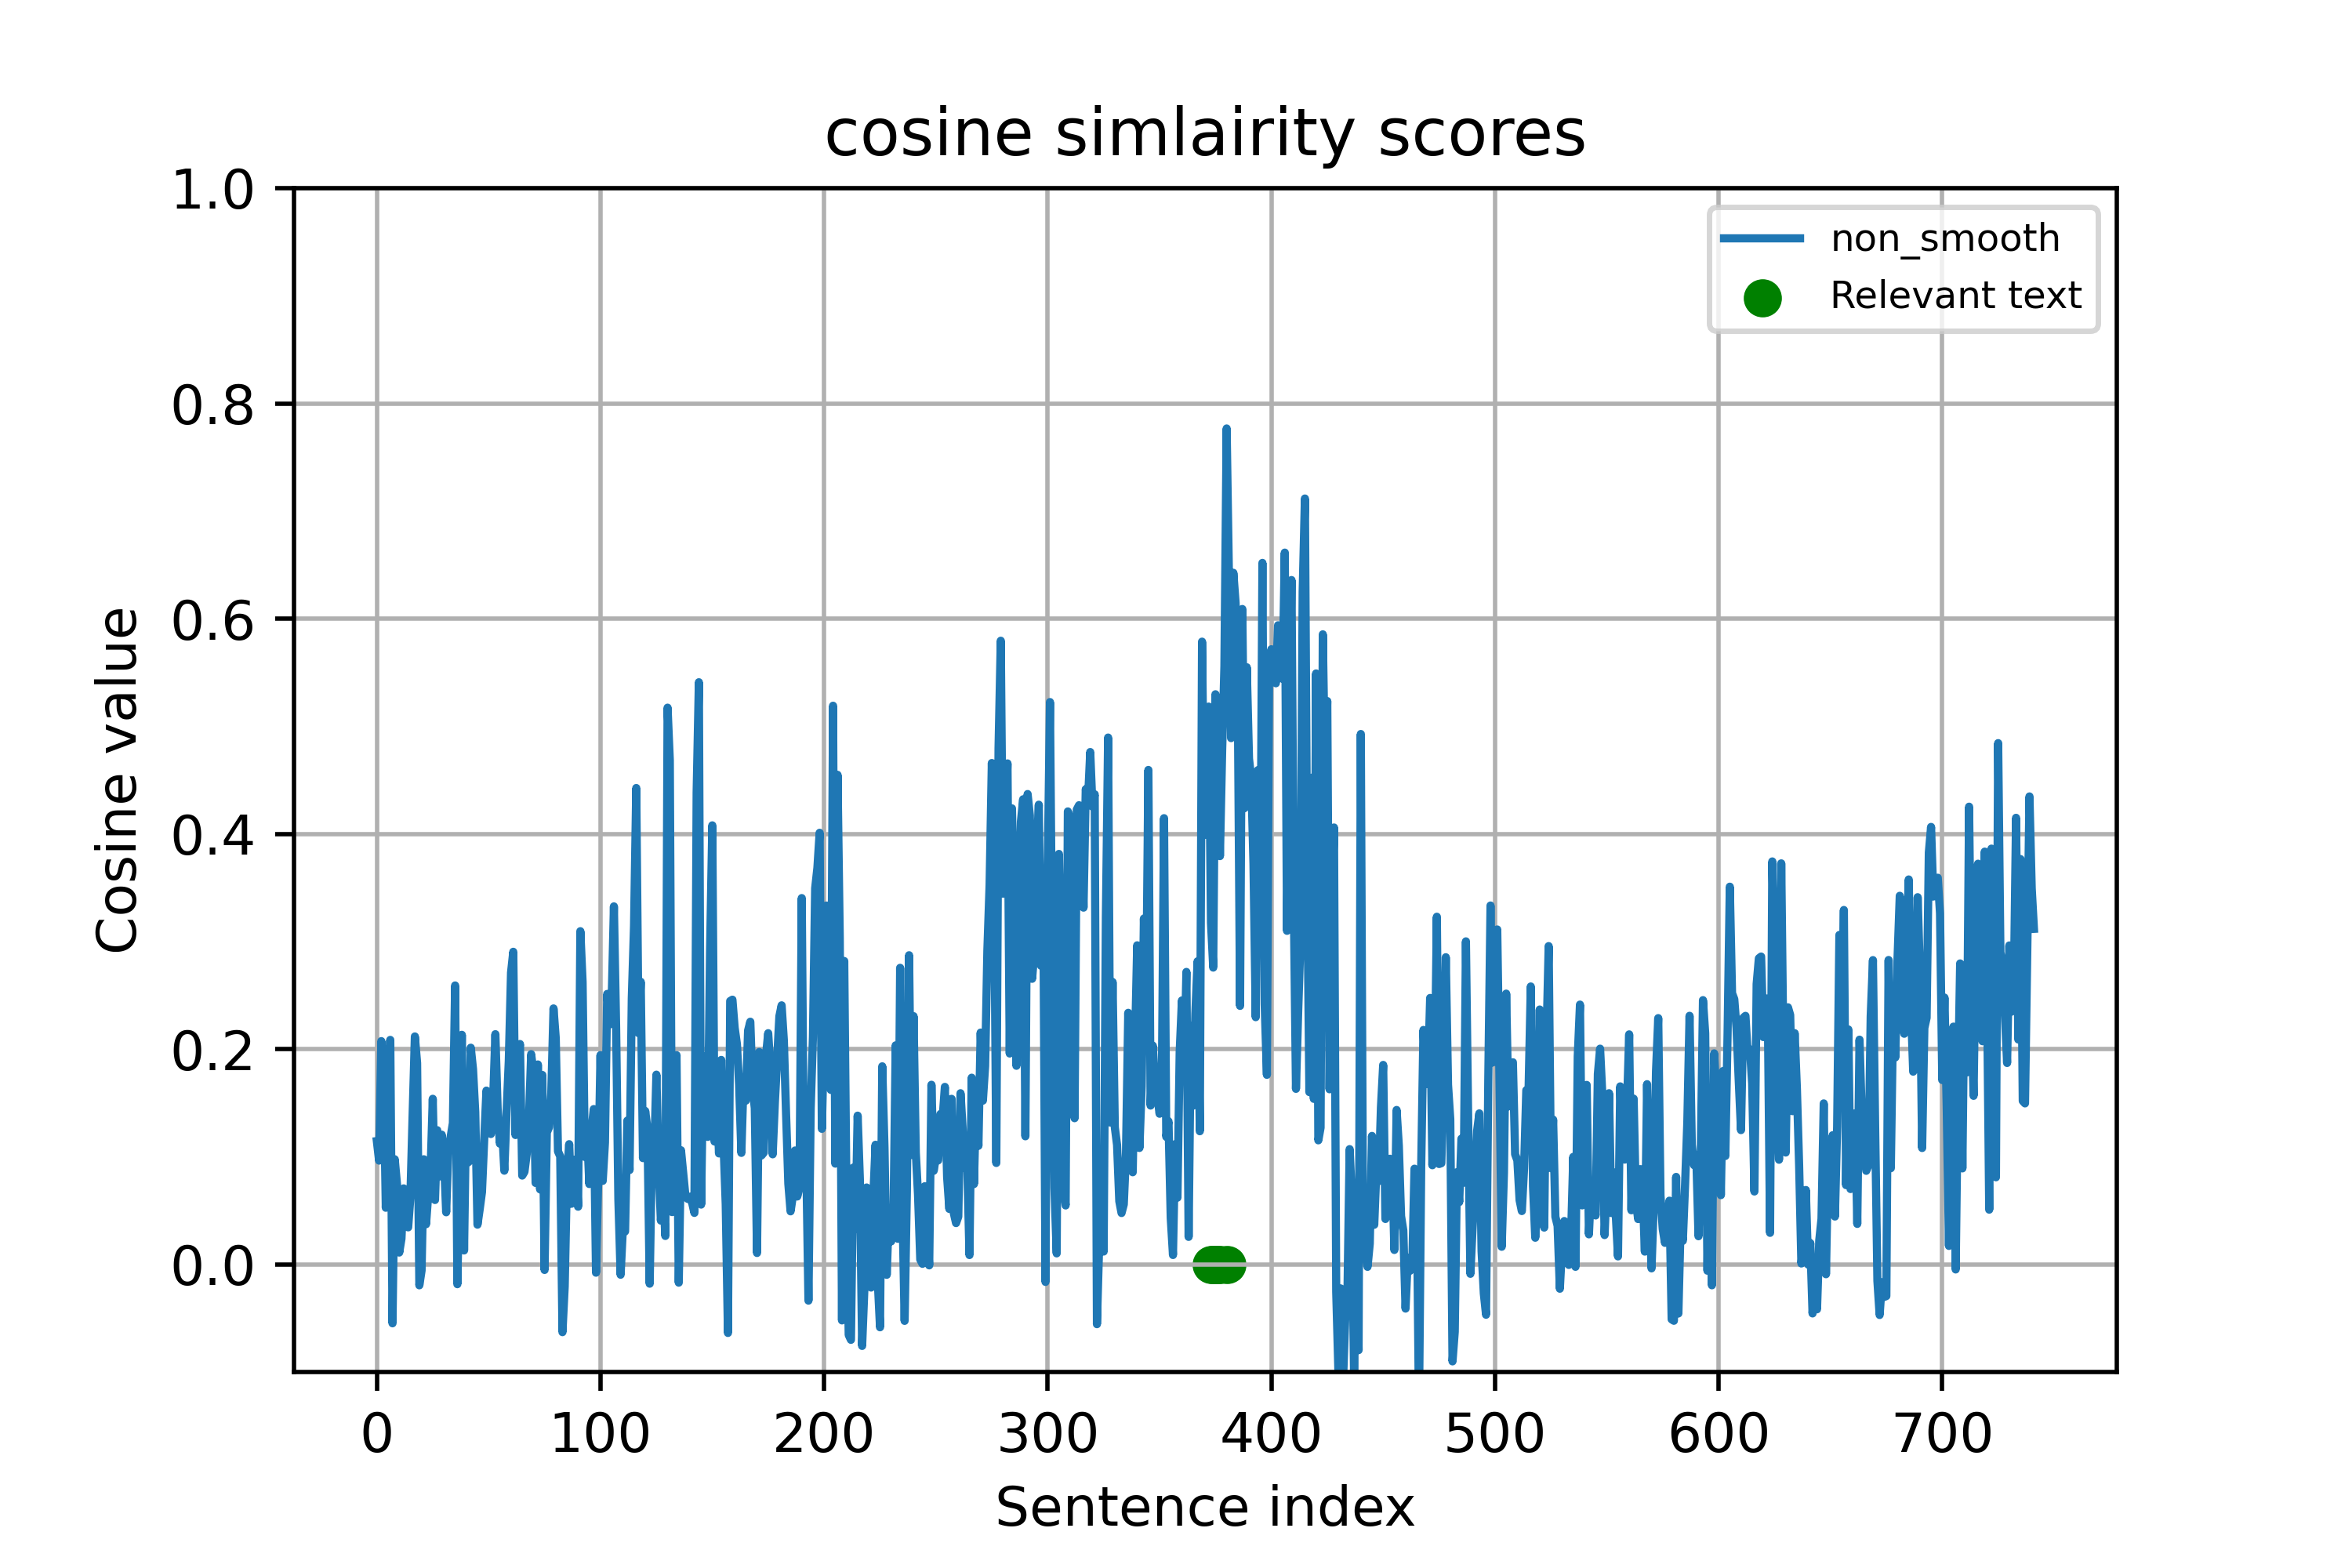 cosine simlairity scores
non_smooth
Relevant text
Cosine value
1.0
0.8
0.6
0.4
0.2
0.0
0 100 200 300 400 500 600 700
Sentence index